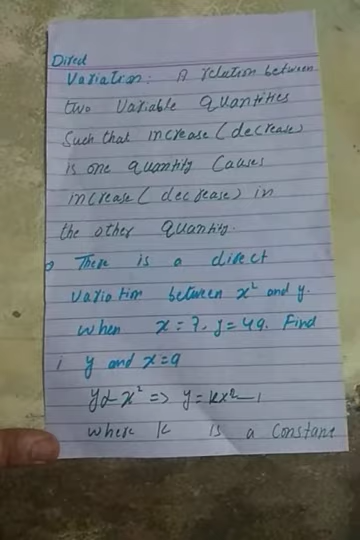 Direct
Variation: A relation between
two variable quantities
Such that increase (decrease)
is one quantity causes
increase (decrease) in
the other quantity.
There is a direct
variation between x² and y.
when x = 7, y = 49. Find
i y and x = 9
y ∝ x² => y = kx² — 1
where K is a constant